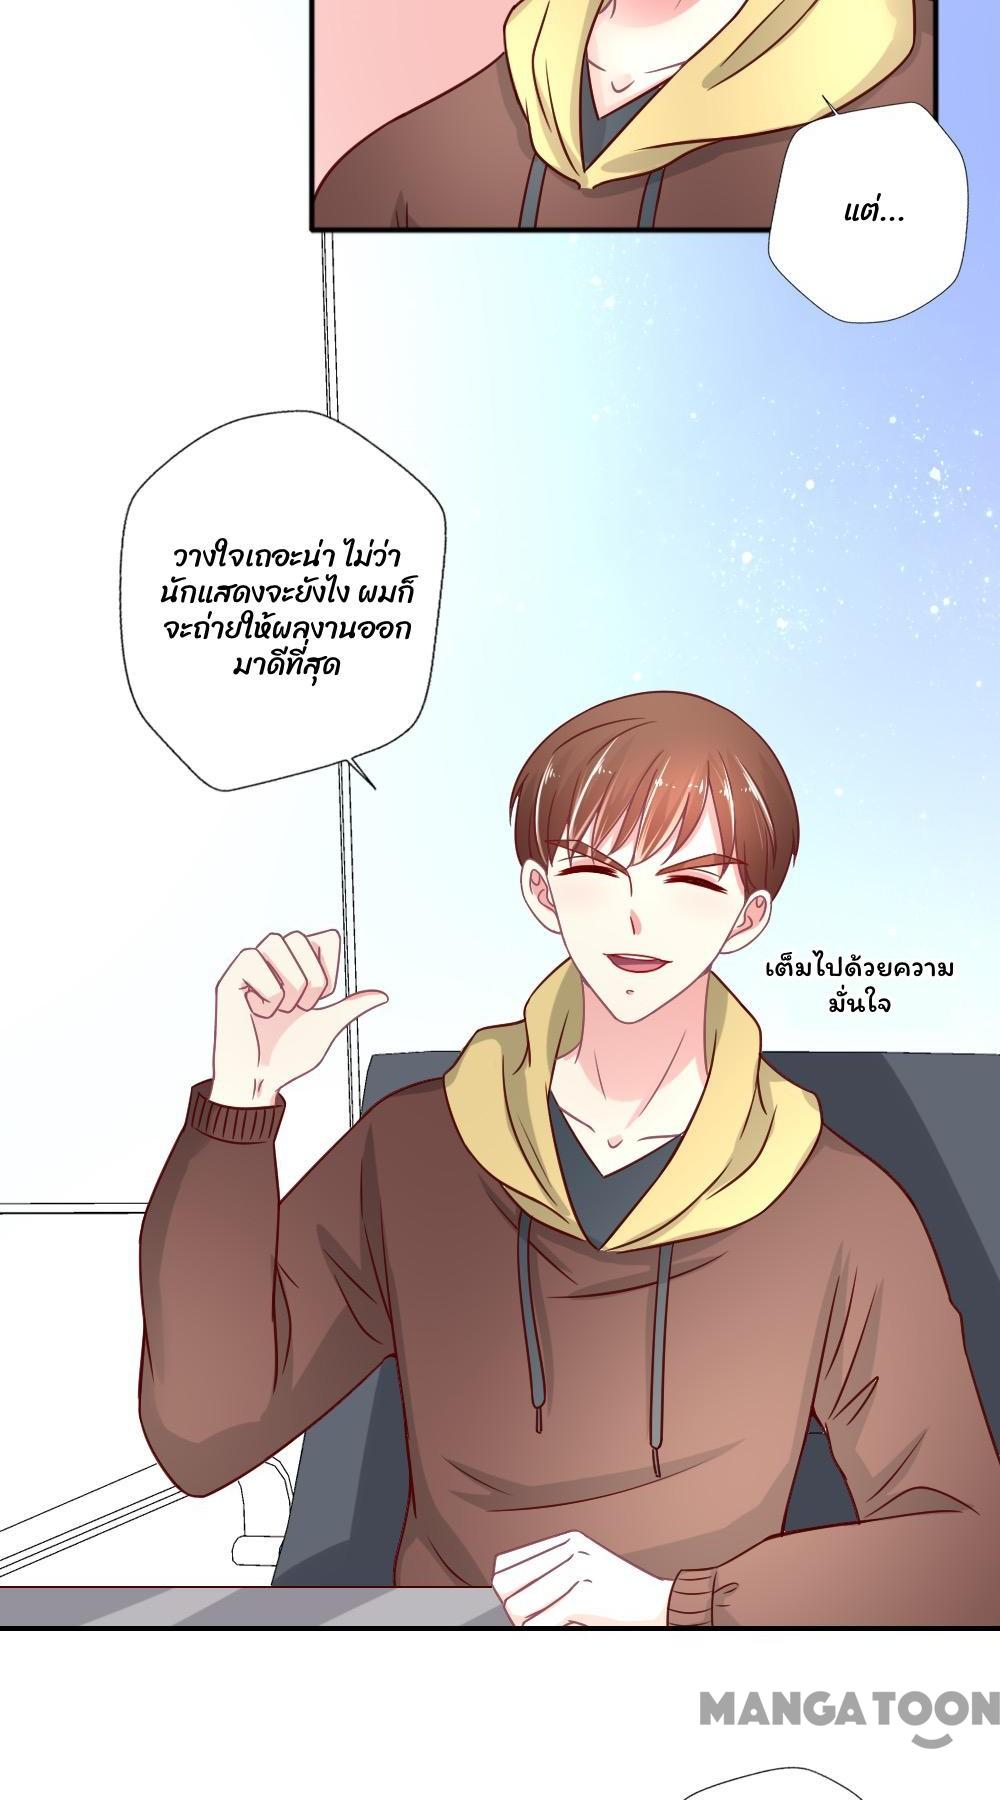 แต่...
วางใจเถอะน่า ไม่ว่า
นักแสดงจะยังไง ผมก็
จะถ่ายให้ผลงานออก
มาดีที่สุด
เต็มไปด้วยความ
มั่นใจ
MANGATOON